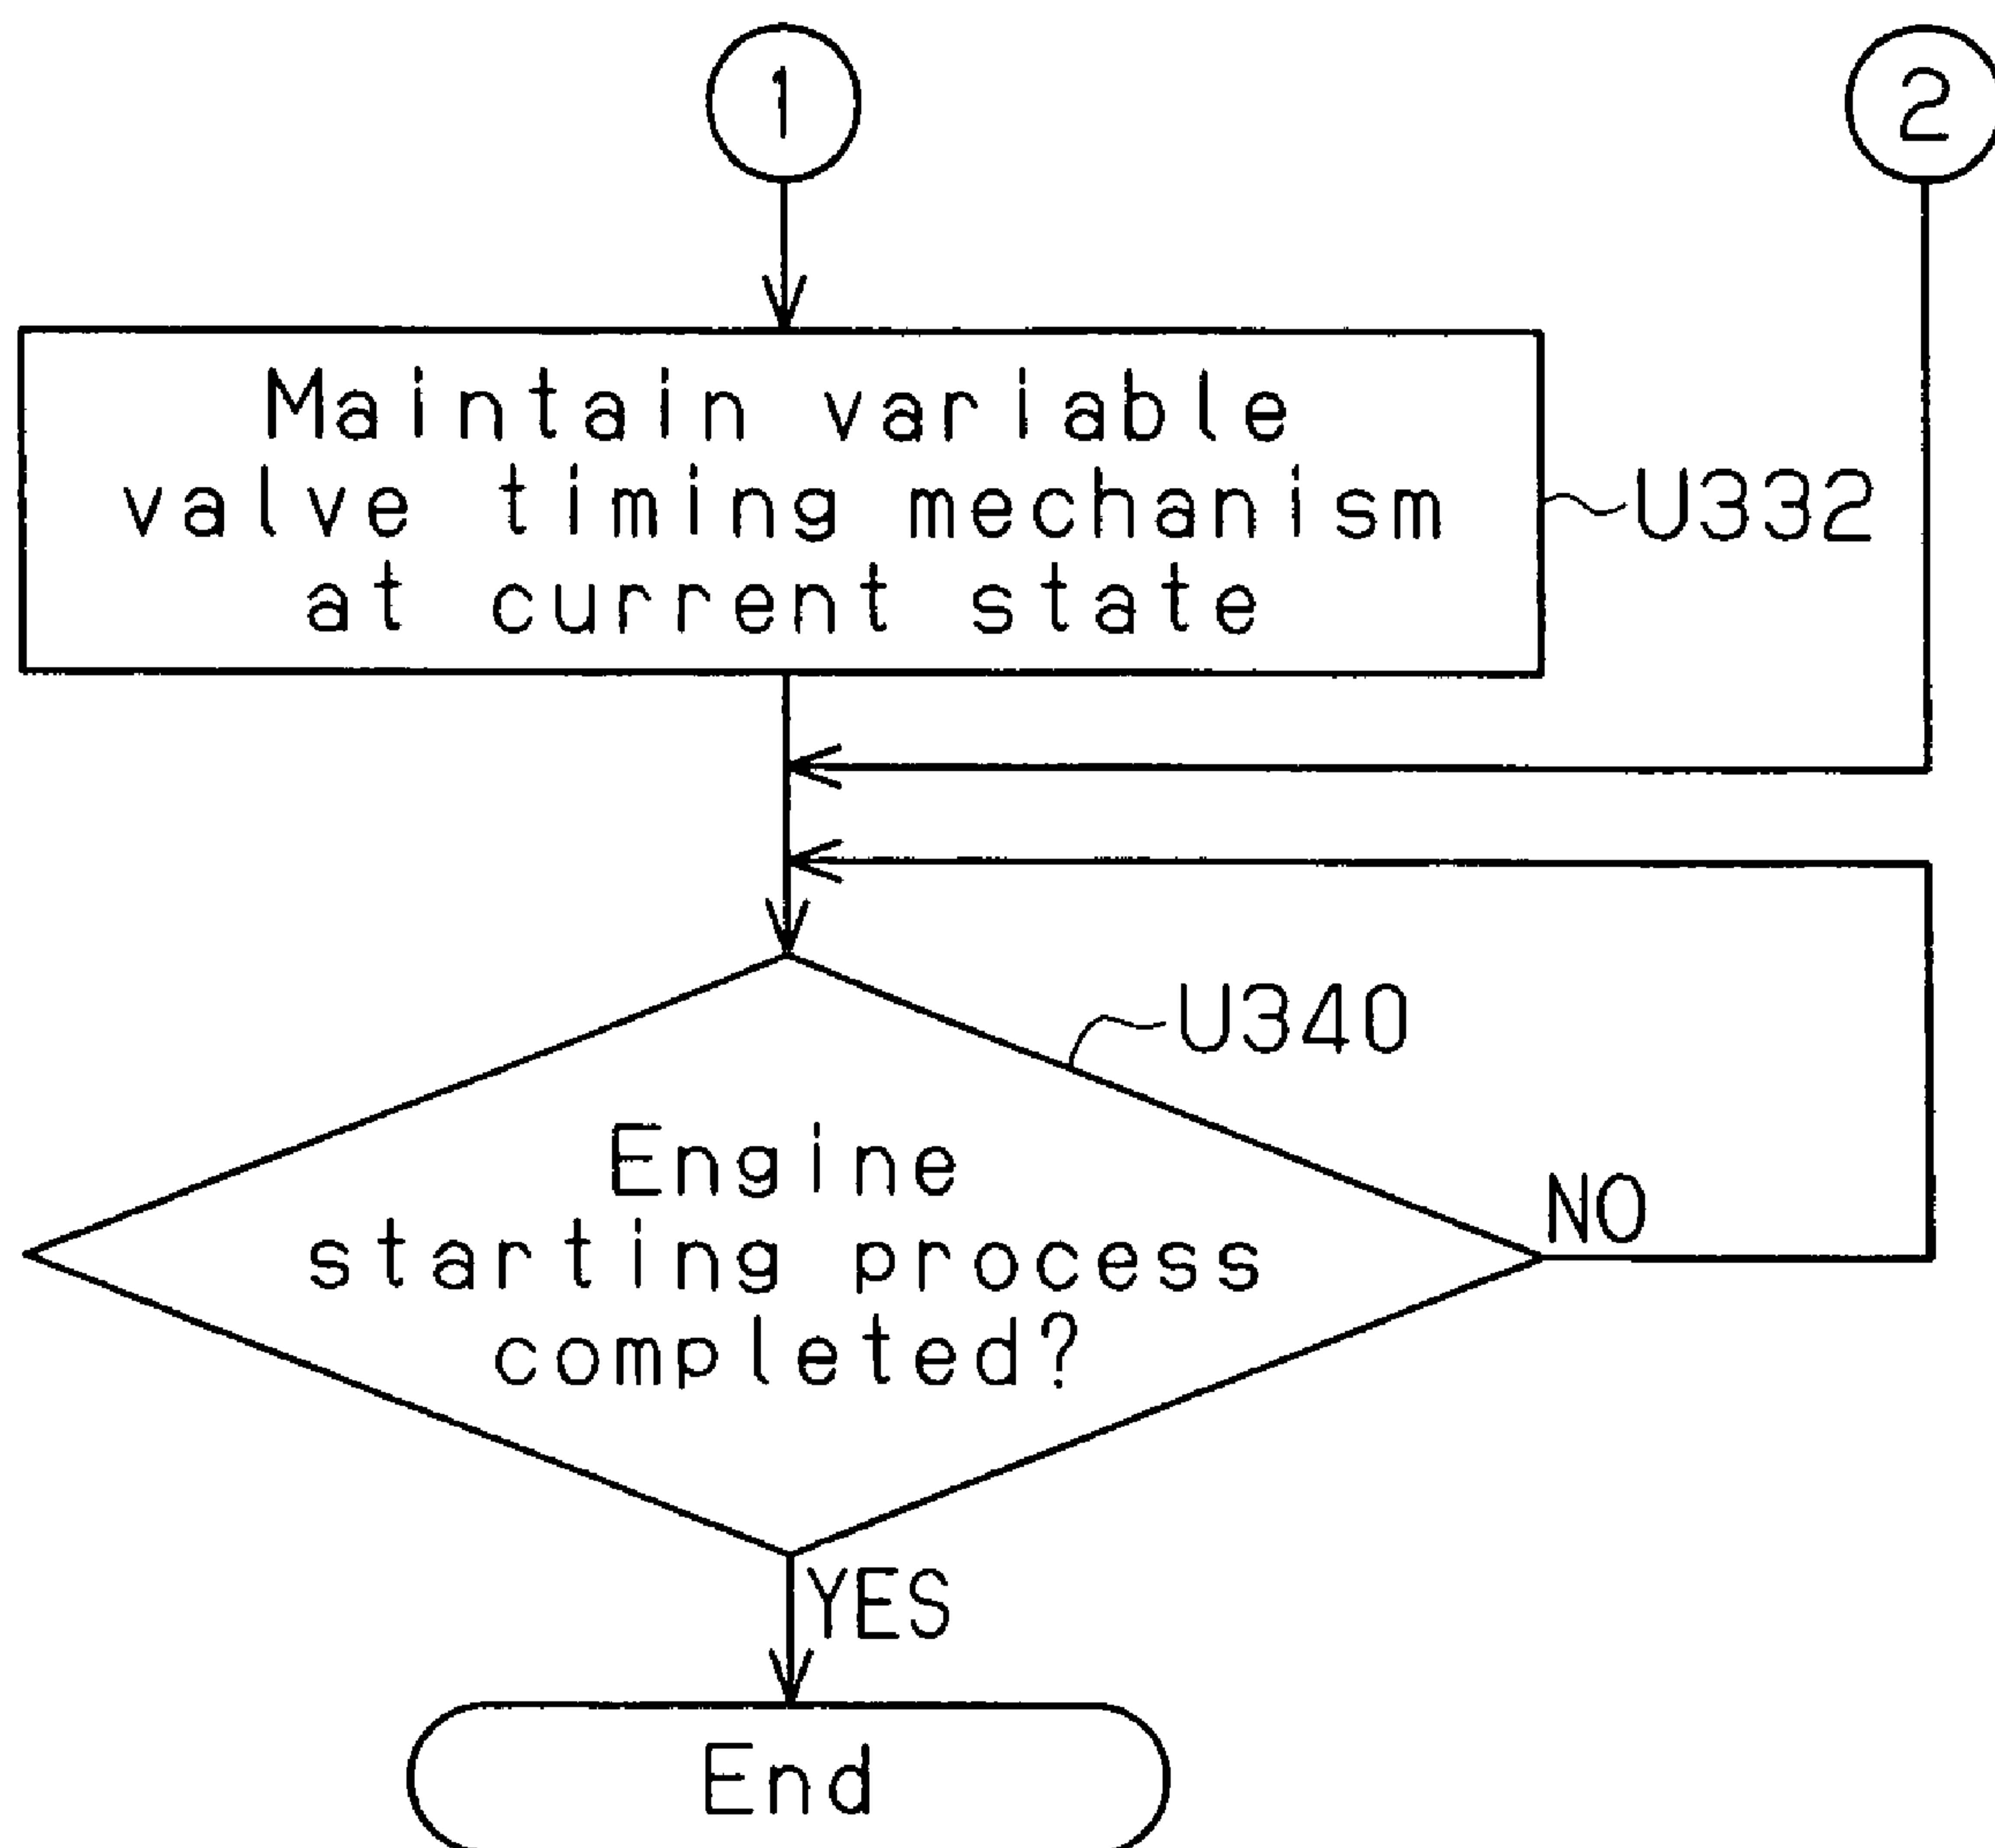 1
2
Maintain variable
valve timing mechanism
at current state
U332
U340
Engine
starting process
completed?
NO
YES
End